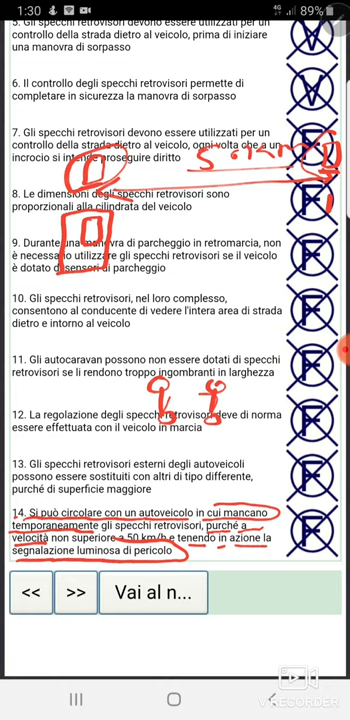 1:30 4G 89%
5. Gli specchi retrovisori devono essere utilizzati per un
controllo della strada dietro al veicolo, prima di iniziare
una manovra di sorpasso
V
6. Il controllo degli specchi retrovisori permette di
completare in sicurezza la manovra di sorpasso
V
7. Gli specchi retrovisori devono essere utilizzati per un
controllo della strada dietro al veicolo, ogni volta che a un
incrocio si intende proseguire diritto
F
8. Le dimensioni degli specchi retrovisori sono
proporzionali alla cilindrata del veicolo
F
9. Durante una manovra di parcheggio in retromarcia, non
è necessario utilizzare gli specchi retrovisori se il veicolo
è dotato di sensori di parcheggio
F
10. Gli specchi retrovisori, nel loro complesso,
consentono al conducente di vedere l'intera area di strada
dietro e intorno al veicolo
F
11. Gli autocaravan possono non essere dotati di specchi
retrovisori se li rendono troppo ingombranti in larghezza
F
12. La regolazione degli specchi retrovisori deve di norma
essere effettuata con il veicolo in marcia
F
13. Gli specchi retrovisori esterni degli autoveicoli
possono essere sostituiti con altri di tipo differente,
purché di superficie maggiore
F
14. Si può circolare con un autoveicolo in cui mancano
temporaneamente gli specchi retrovisori, purché a
velocità non superiore a 50 km/h e tenendo in azione la
segnalazione luminosa di pericolo
F
<< >> Vai al n...
V RECORDER